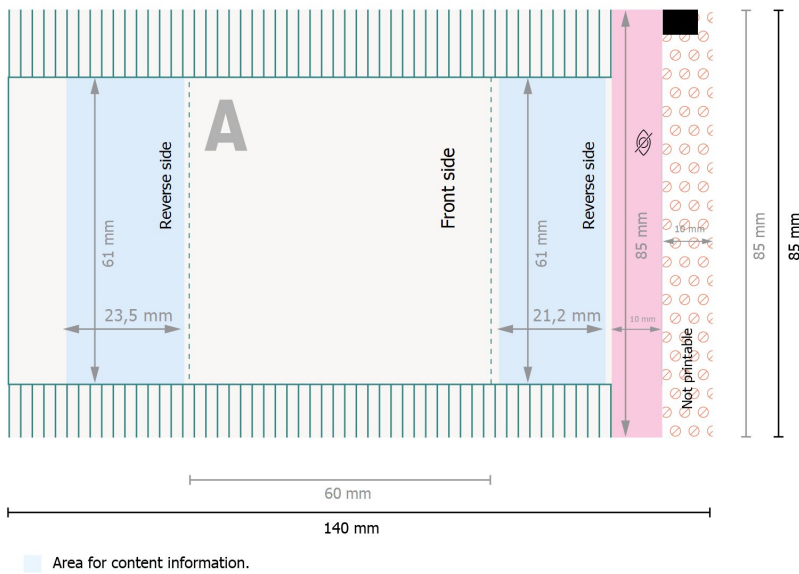 A
Reverse side
61 mm
23,5 mm
Front side
Reverse side
61 mm
21,2 mm
85 mm
10 mm
10 mm
Not printable
85 mm
85 mm
60 mm
140 mm
Area for content information.